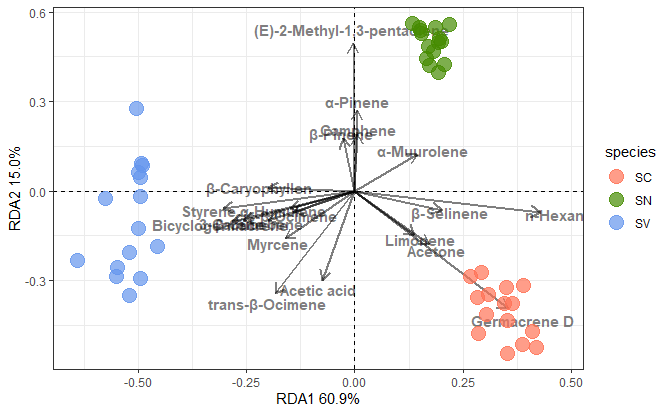 0.6
0.3
0.0
-0.3
RDA2 15.0%
(E)-2-Methyl-1,3-pentadiene
α-Pinene
Camphene
β-Pinene
α-Muurolene
β-Caryophyllen
Styrene
β-Selinene
n-Hexan
Myrcene
Limonene
Acetone
Acetic acid
trans-β-Ocimene
Germacrene D
-0.50
-0.25
0.00
0.25
0.50
RDA1 60.9%
species
SC
SN
SV